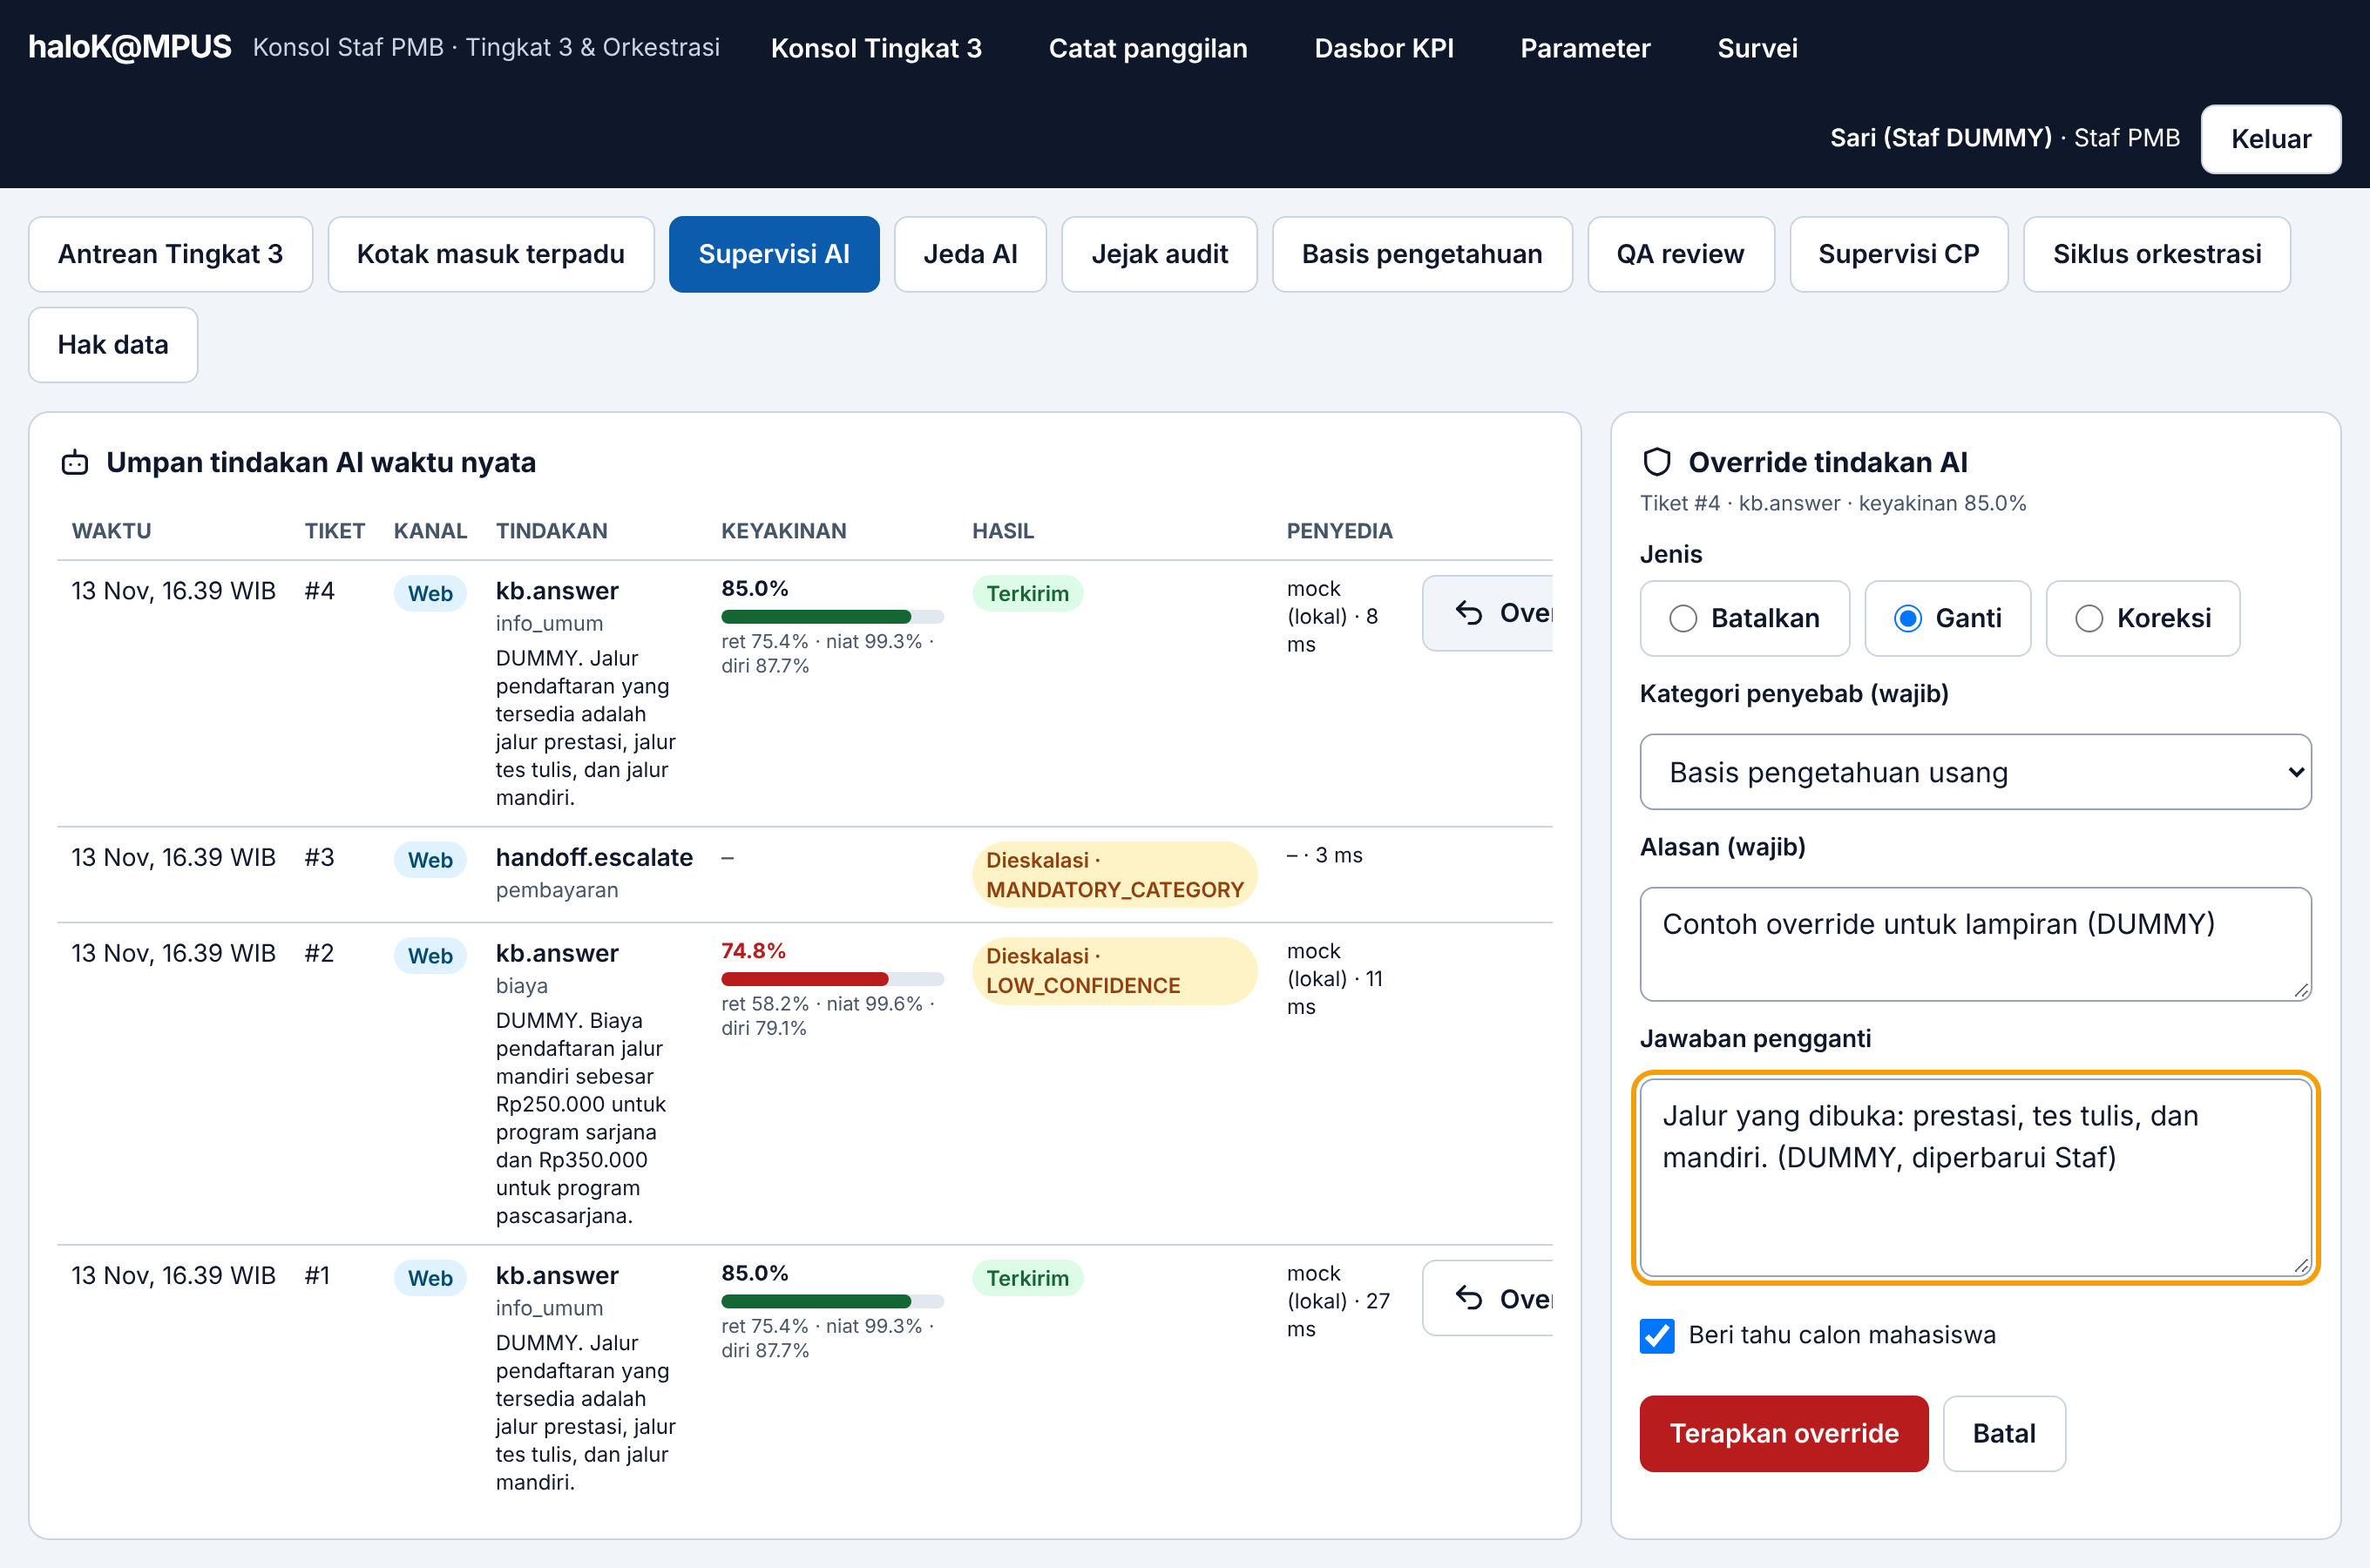 haloK@MPUS Konsol Staf PMB · Tingkat 3 & Orkestrasi Konsol Tingkat 3 Catat panggilan Dasbor KPI Parameter Survei
Sari (Staf DUMMY) · Staf PMB Keluar
Antrean Tingkat 3 Kotak masuk terpadu Supervisi AI Jeda AI Jejak audit Basis pengetahuan QA review Supervisi CP Siklus orkestrasi
Hak data
Umpan tindakan AI waktu nyata
WAKTU TIKET KANAL TINDAKAN KEYAKINAN HASIL PENYEDIA
13 Nov, 16.39 WIB #4 Web kb.answer
info_umum
DUMMY. Jalur
pendaftaran yang
tersedia adalah
jalur prestasi, jalur
tes tulis, dan jalur
mandiri.
85.0%
ret 75.4% · niat 99.3% ·
diri 87.7%
Terkirim
mock
(lokal) · 8
ms
Over
13 Nov, 16.39 WIB #3 Web handoff.escalate
pembayaran
–
Dieskalasi ·
MANDATORY_CATEGORY
– · 3 ms
13 Nov, 16.39 WIB #2 Web kb.answer
biaya
DUMMY. Biaya
pendaftaran jalur
mandiri sebesar
Rp250.000 untuk
program sarjana
dan Rp350.000
untuk program
pascasarjana.
74.8%
ret 58.2% · niat 99.6% ·
diri 79.1%
Dieskalasi ·
LOW_CONFIDENCE
mock
(lokal) · 11
ms
13 Nov, 16.39 WIB #1 Web kb.answer
info_umum
DUMMY. Jalur
pendaftaran yang
tersedia adalah
jalur prestasi, jalur
tes tulis, dan jalur
mandiri.
85.0%
ret 75.4% · niat 99.3% ·
diri 87.7%
Terkirim
mock
(lokal) · 27
ms
Over
Override tindakan AI
Tiket #4 · kb.answer · keyakinan 85.0%
Jenis
Batalkan Ganti Koreksi
Kategori penyebab (wajib)
Basis pengetahuan usang
Alasan (wajib)
Contoh override untuk lampiran (DUMMY)
Jawaban pengganti
Jalur yang dibuka: prestasi, tes tulis, dan
mandiri. (DUMMY, diperbarui Staf)
Beri tahu calon mahasiswa
Terapkan override Batal